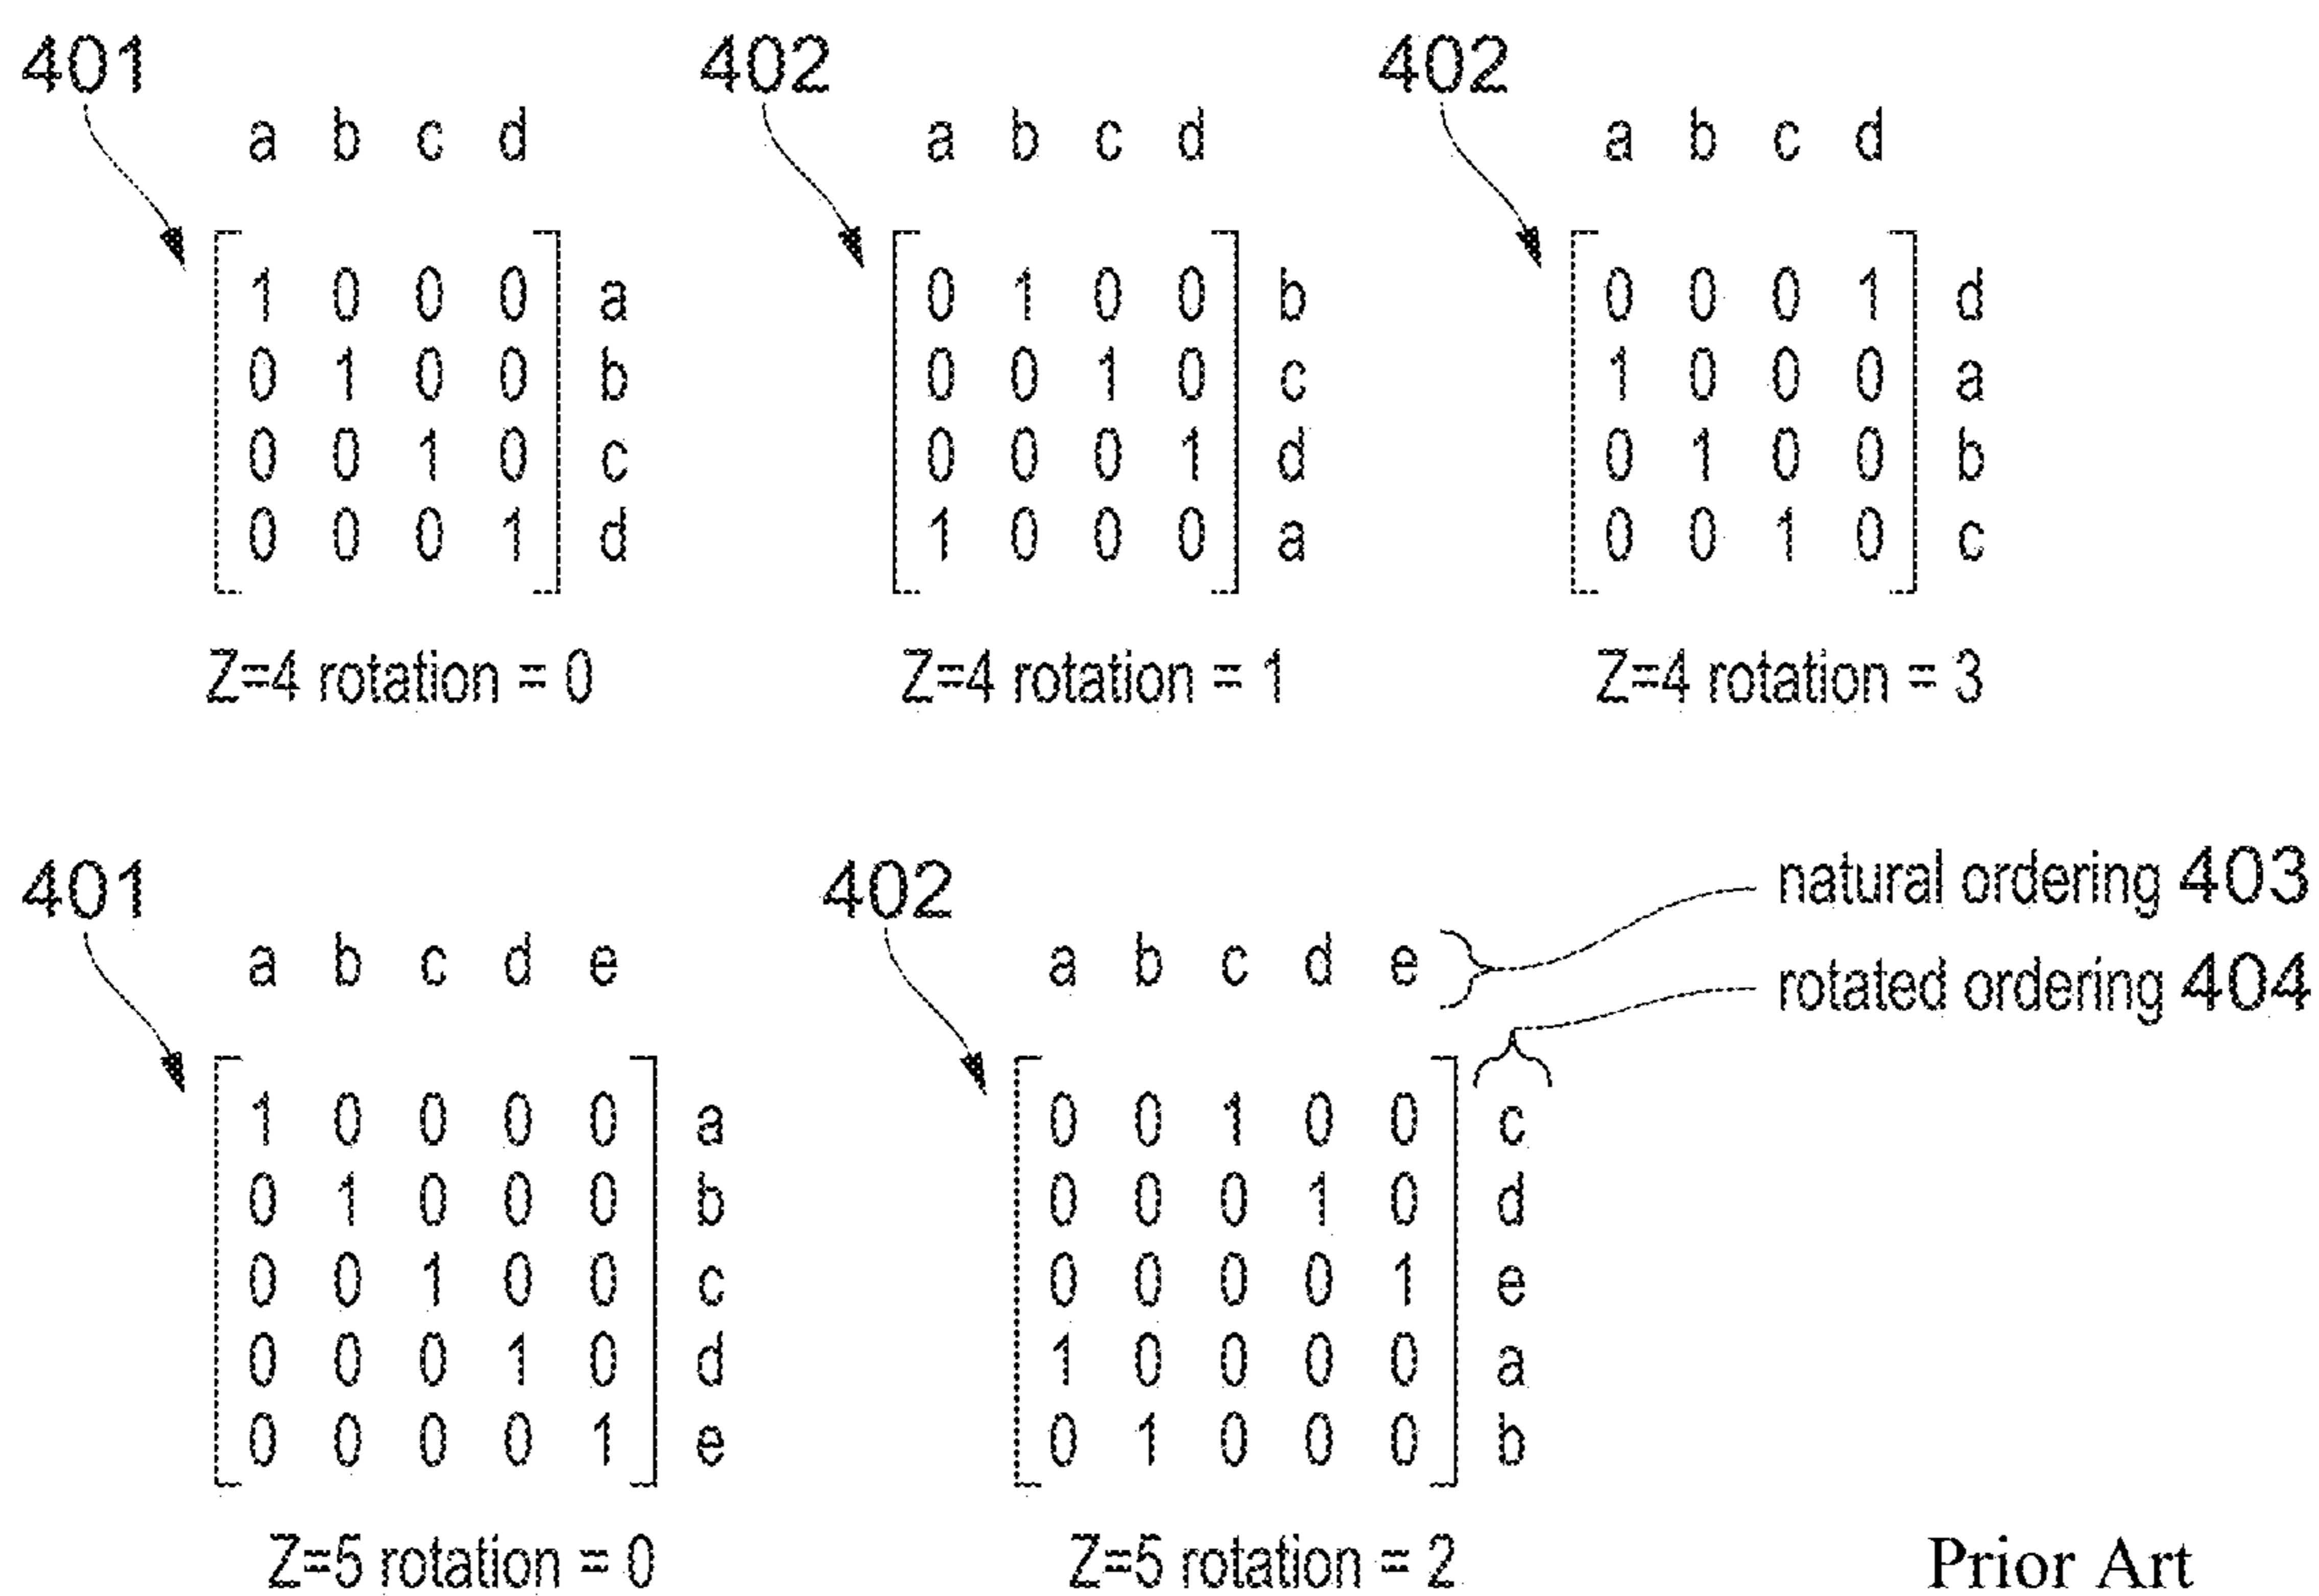 401 402 402
a b c d a b c d a b c d
1 0 0 0 a 0 1 0 0 b 0 0 0 1 d
0 1 0 0 b 0 0 1 0 c 1 0 0 0 a
0 0 1 0 c 0 0 0 1 d 0 1 0 0 b
0 0 0 1 d 1 0 0 0 a 0 0 1 0 c
Z=4 rotation = 0 Z=4 rotation = 1 Z=4 rotation = 3
401 402 natural ordering 403
a b c d e a b c d e rotated ordering 404
1 0 0 0 0 a 0 0 1 0 0 c
0 1 0 0 0 b 0 0 0 1 0 d
0 0 1 0 0 c 0 0 0 0 1 e
0 0 0 1 0 d 1 0 0 0 0 a
0 0 0 0 1 e 0 1 0 0 0 b
Z=5 rotation = 0 Z=5 rotation = 2 Prior Art